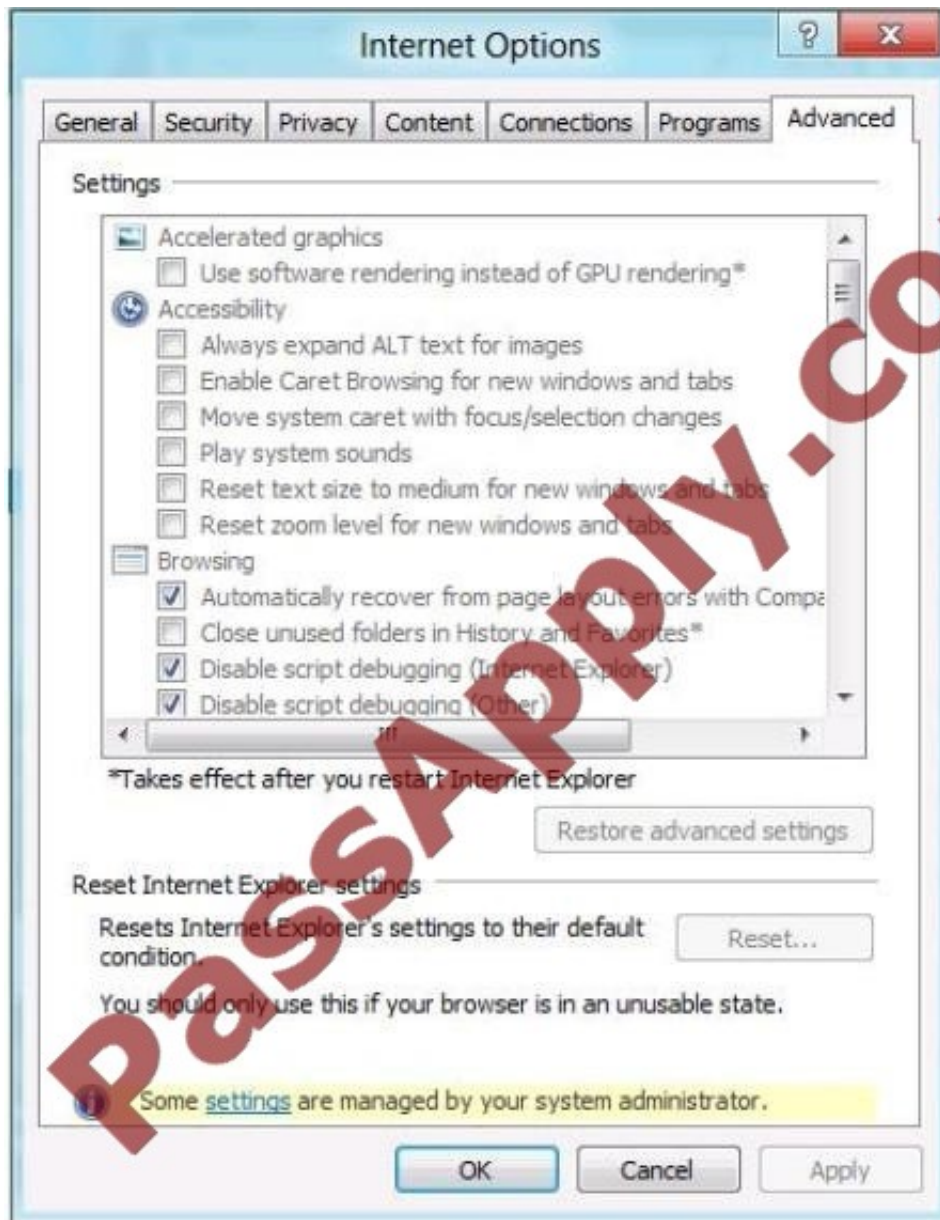 Internet Options
General Security Privacy Content Connections Programs Advanced
Settings
Accelerated graphics
Use software rendering instead of GPU rendering*
Accessibility
Always expand ALT text for images
Enable Caret Browsing for new windows and tabs
Move system caret with focus/selection changes
Play system sounds
Reset text size to medium for new windows and tabs
Reset zoom level for new windows and tabs
Browsing
Automatically recover from page layout errors with Compa
Close unused folders in History and Favorites*
Disable script debugging (Internet Explorer)
Disable script debugging (Other)
*Takes effect after you restart Internet Explorer
Restore advanced settings
Reset Internet Explorer settings
Resets Internet Explorer's settings to their default
condition.
Reset...
You should only use this if your browser is in an unusable state.
Some settings are managed by your system administrator.
OK Cancel Apply
PassApply.co